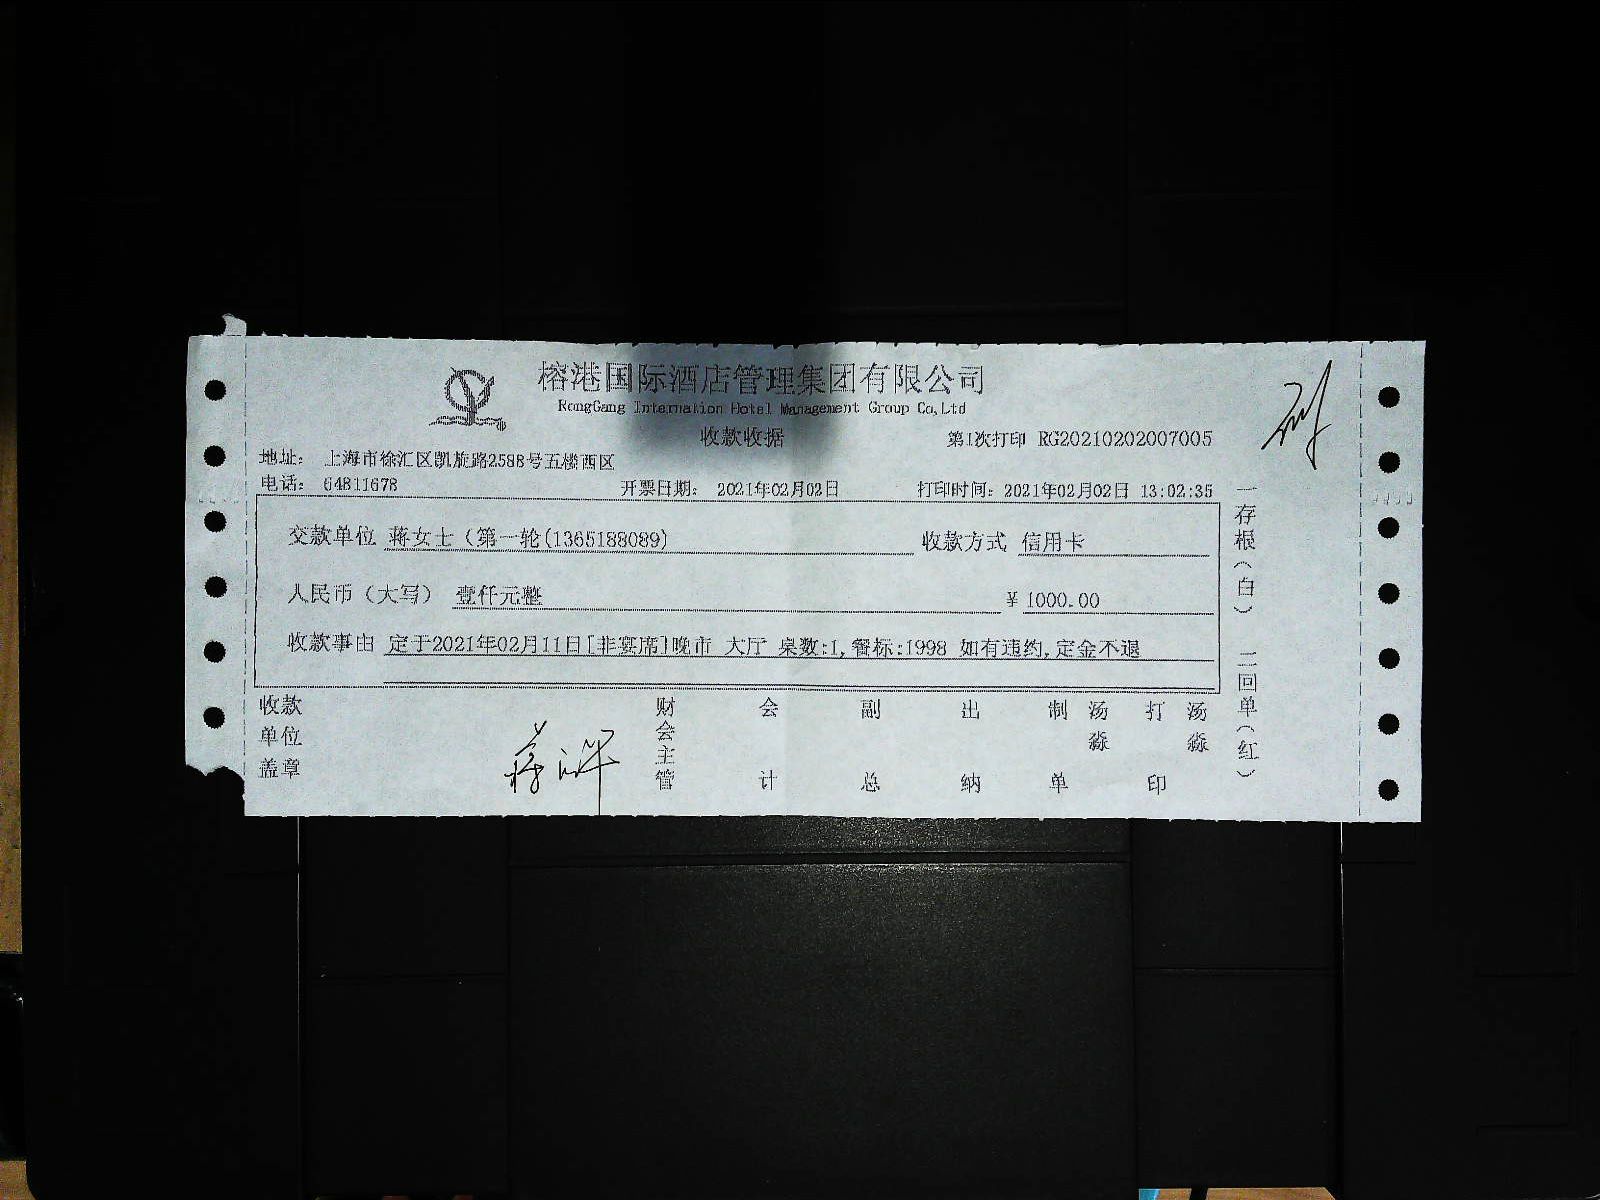 榕港国际酒店管理集团有限公司
RongGang Internation Hotel Management Group Co,Ltd
收款收据
第1次打印 RG20210202007005
地址: 上海市徐汇区凯旋路2588号五楼西区
电话: 64811678
开票日期: 2021年02月02日
打印时间: 2021年02月02日 13:02:35
交款单位 蒋女士(第一轮(1365188089)
收款方式 信用卡
人民币(大写) 壹仟元整
¥ 1000.00
收款事由 定于2021年02月11日[非宴席]晚市 大厅 桌数:1,餐标:1998 如有违约,定金不退
收款单位盖章
财会主管
会计
副总
出纳
制单 汤淼
打印 汤淼
一存根(白) 二回单(红)